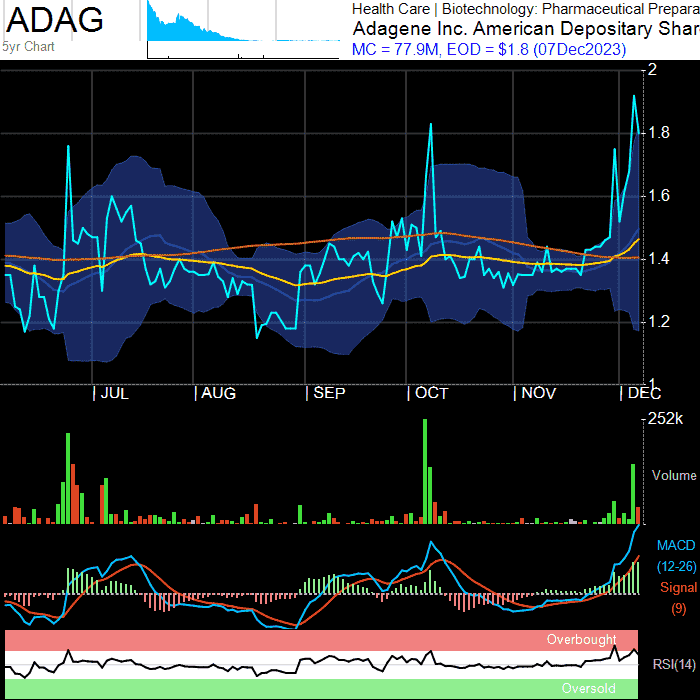 ADAG
5yr Chart
Health Care | Biotechnology: Pharmaceutical Prepara
Adagene Inc. American Depositary Shar
MC = 77.9M, EOD = $1.8 (07Dec2023)
2
1.8
1.6
1.4
1.2
1
| JUL | AUG | SEP | OCT | NOV | DEC
252k
Volume
MACD
(12-26)
Signal
(9)
Overbought
RSI(14)
Oversold